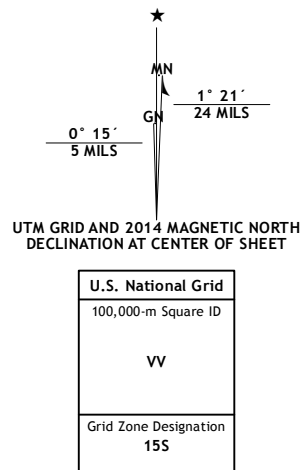 MN
1° 21´
24 MILS
GN
0° 15´
5 MILS
UTM GRID AND 2014 MAGNETIC NORTH
DECLINATION AT CENTER OF SHEET
U.S. National Grid
100,000-m Square ID
VV
Grid Zone Designation
15S